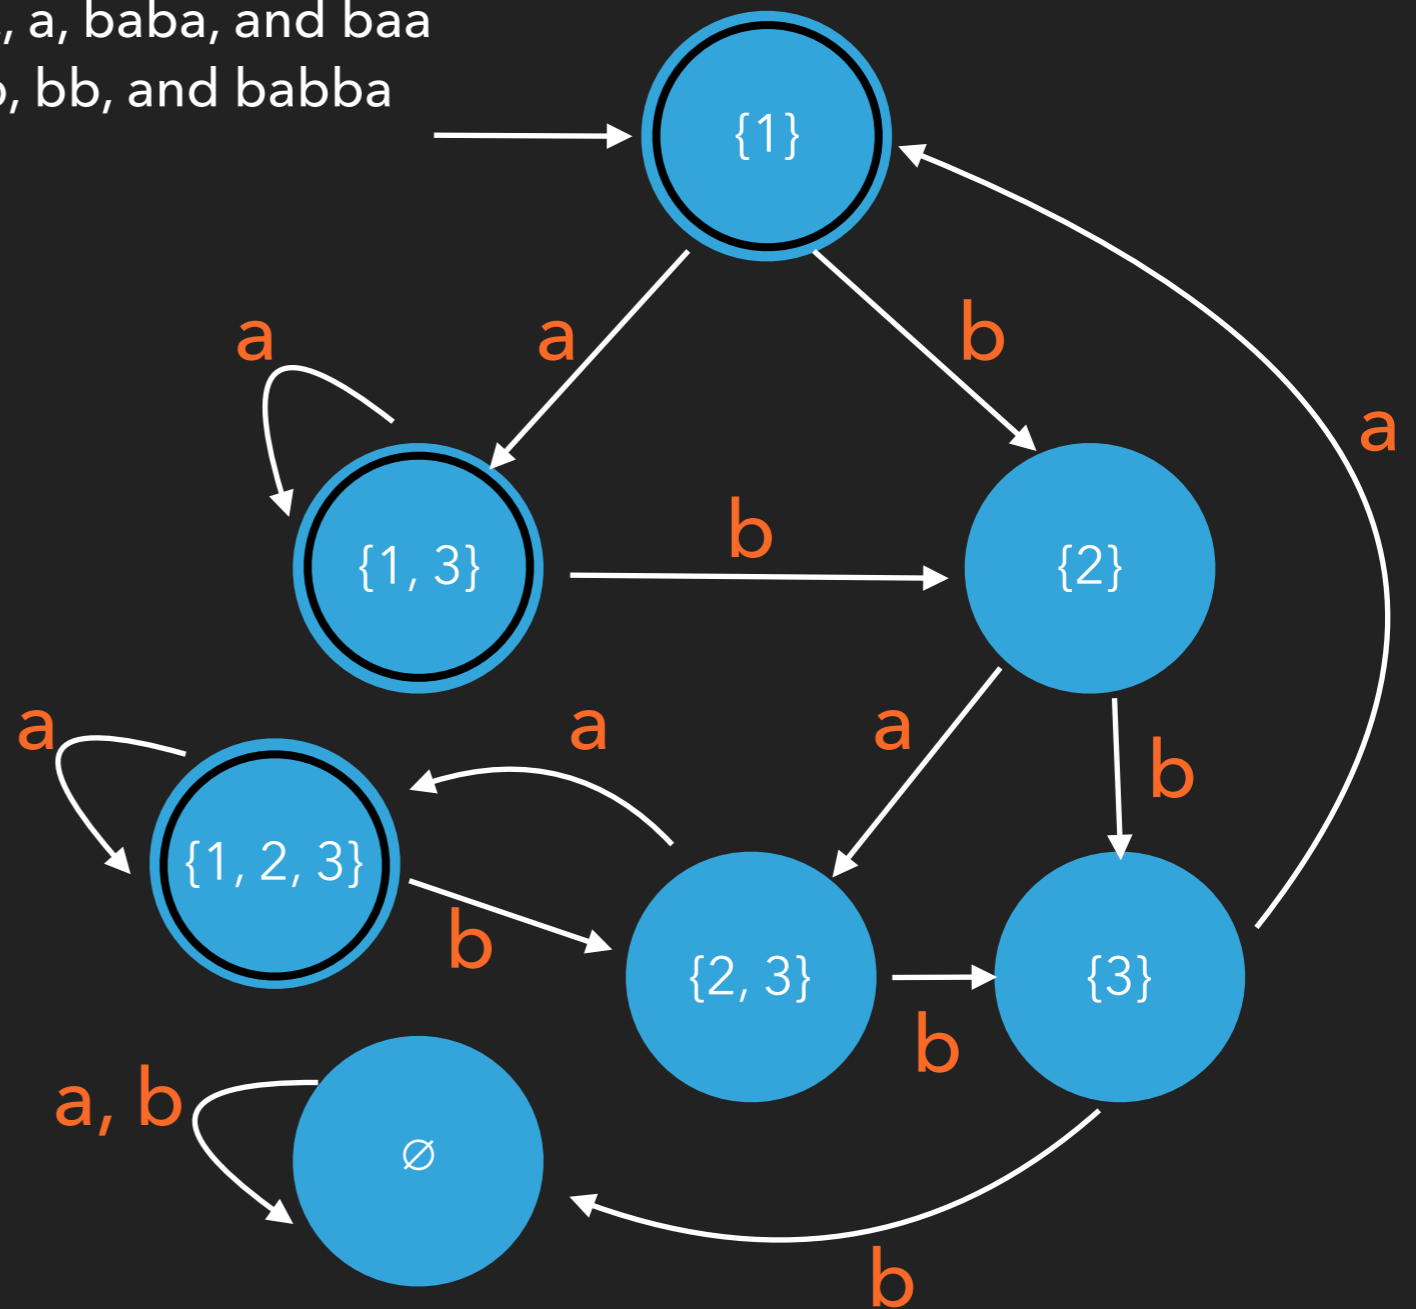 , a, baba, and baa
, bb, and babba
{1}
a
a
b
a
{1, 3}
b
{2}
a
a
a
b
{1, 2, 3}
b
{2, 3}
{3}
b
a, b
∅
b